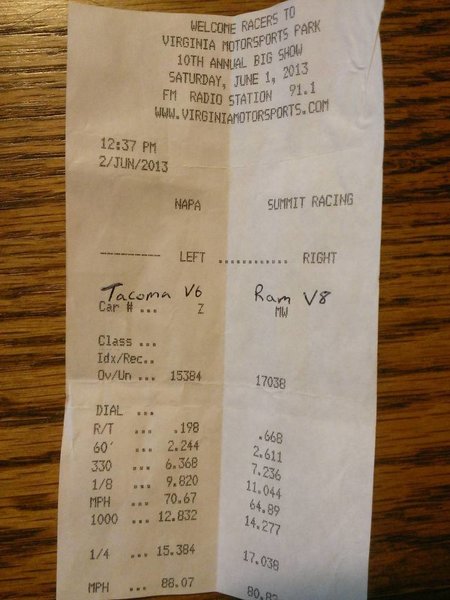 WELCOME RACERS TO
VIRGINIA MOTORSPORTS PARK
10TH ANNUAL BIG SHOW
SATURDAY, JUNE 1, 2013
FM RADIO STATION 91.1
WWW.VIRGINIAMOTORSPORTS.COM
12:37 PM
2/JUN/2013
NAPA SUMMIT RACING
LEFT ............ RIGHT
Tacoma V6 Ram V8
Car # ... Z MW
Class ...
Idx/Rec..
Ov/Un ... 15384 17038
DIAL ...
R/T ... .198 .668
60' ... 2.244 2.611
330 ... 6.368 7.236
1/8 ... 9.820 11.044
MPH ... 70.67 64.89
1000 ... 12.832 14.277
1/4 ... 15.384 17.038
MPH ... 88.07